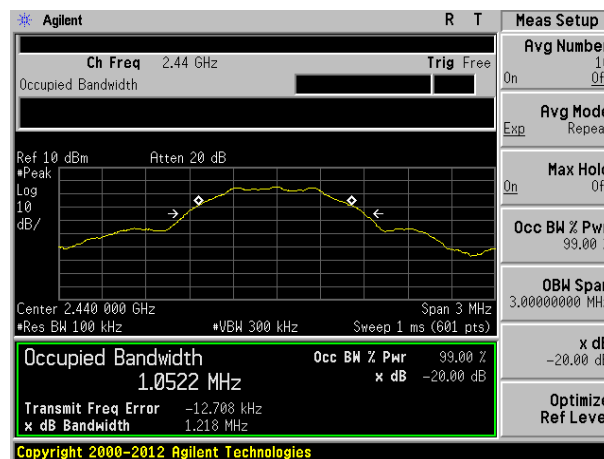 Agilent R T
Ch Freq 2.44 GHz Trig Free
Occupied Bandwidth
Ref 10 dBm Atten 20 dB
#Peak
Log
10
dB/
Center 2.440 000 GHz Span 3 MHz
#Res BW 100 kHz #VBW 300 kHz Sweep 1 ms (601 pts)
Occupied Bandwidth Occ BW % Pwr 99.00 %
1.0522 MHz x dB -20.00 dB
Transmit Freq Error -12.708 kHz
x dB Bandwidth 1.218 MHz
Copyright 2000-2012 Agilent Technologies
Meas Setup
Avg Number
On
Avg Mode
Exp Repea
Max Hold
On
Occ BW % Pwr
99.00
OBW Span
3.00000000 MH
x dB
-20.00 dB
Optimize
Ref Leve